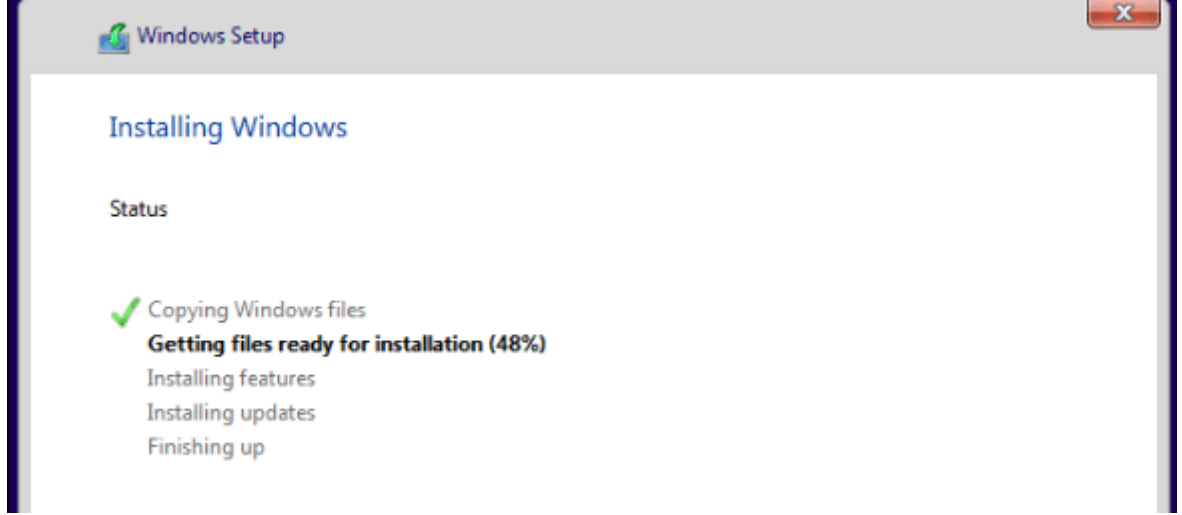 Windows Setup
Installing Windows
Status
Copying Windows files
Getting files ready for installation (48%)
Installing features
Installing updates
Finishing up